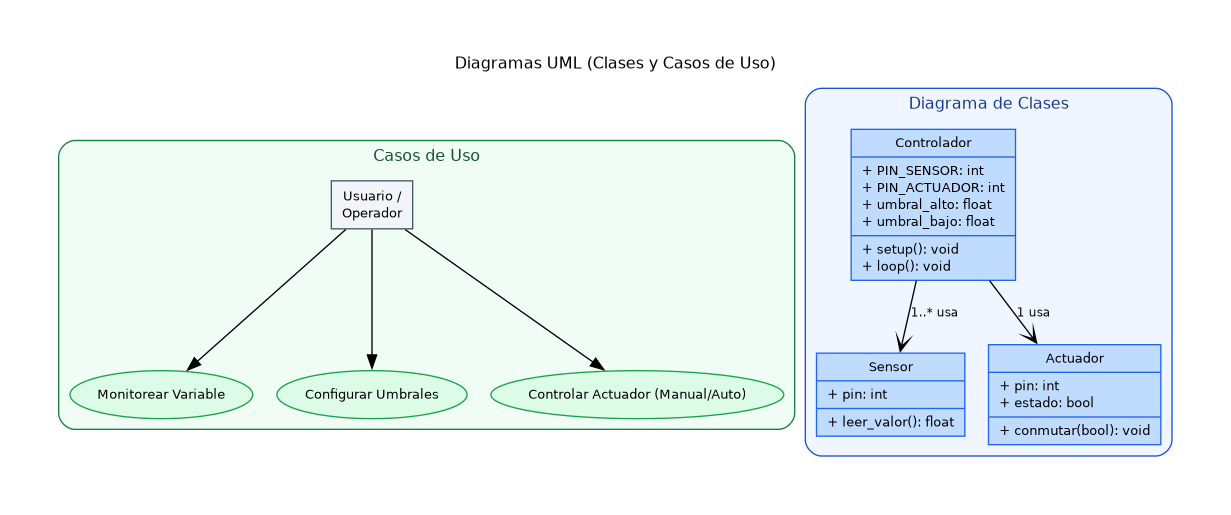 Diagramas UML (Clases y Casos de Uso)
Casos de Uso
Usuario /
Operador
Monitorear Variable
Configurar Umbrales
Controlar Actuador (Manual/Auto)
Diagrama de Clases
Controlador
+ PIN_SENSOR: int
+ PIN_ACTUADOR: int
+ umbral_alto: float
+ umbral_bajo: float
+ setup(): void
+ loop(): void
1..* usa
1 usa
Sensor
+ pin: int
+ leer_valor(): float
Actuador
+ pin: int
+ estado: bool
+ conmutar(bool): void